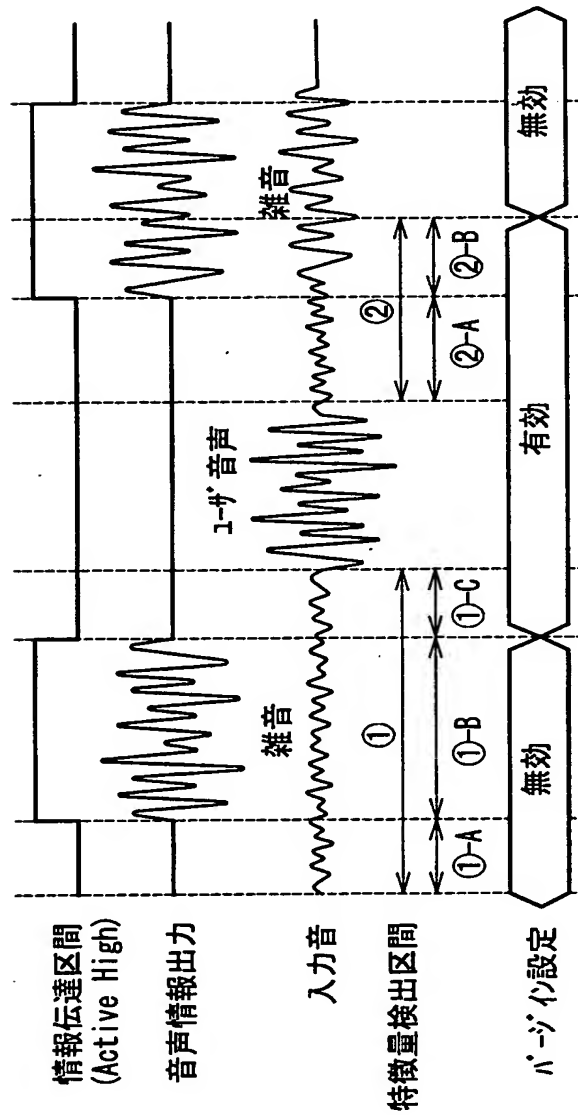 情報伝達区間
(Active High)
音声情報出力
雑音
ユーザ音声
雑音
入力音
①
②
特徴量検出区間
①-A
①-B
①-C
②-A
②-B
バージイン設定
無効
有効
無効